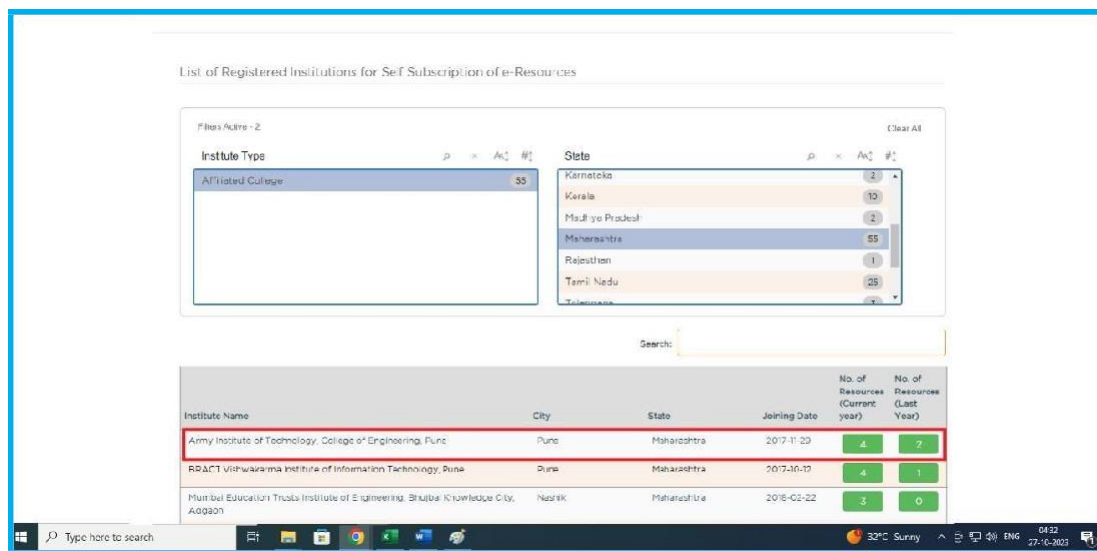 List of Registered Institutions for Self Subscription of e-Resources
Filters Active - 2
Clear All
Institute Type
State
Affiliated College 55
Karnataka 2
Kerala 10
Madhya Pradesh 2
Maharashtra 55
Rajasthan 1
Tamil Nadu 25
Telangana 7
Search:
Institute Name City State Joining Date No. of Resources (Current year) No. of Resources (Last Year)
Army Institute of Technology, College of Engineering, Pune Pune Maharashtra 2017-11-29 4 2
BRACT Vishwakarma Institute of Information Technology, Pune Pune Maharashtra 2017-10-12 4 1
Mumbai Education Trusts Institute of Engineering, Bhujbal Knowledge City, Nashik Maharashtra 2018-02-22 3 0
Adgaon
Type here to search
32°C Sunny
ENG
04:32
27-10-2023